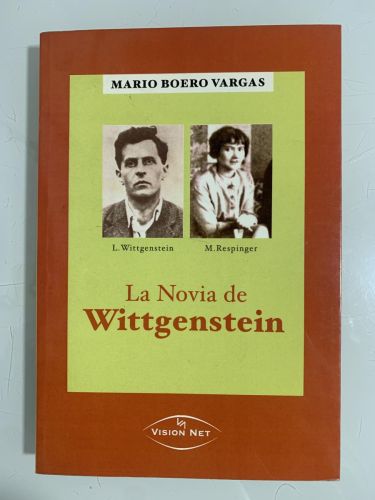 MARIO BOERO VARGAS
L. Wittgenstein
M. Respinger
La Novia de
Wittgenstein
VISION NET